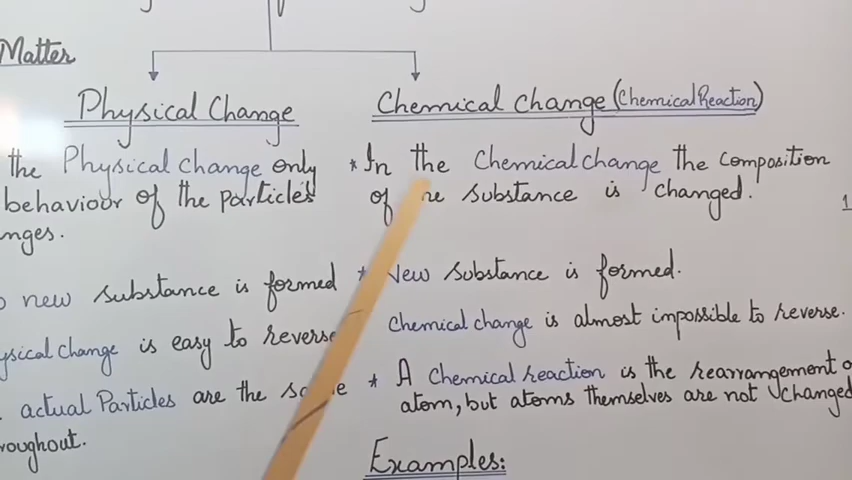 Matter
Physical Change
Chemical Change (Chemical Reaction)
the Physical change only
behaviour of the particles
nges.
new substance is formed
ysical change is easy to reverse
actual Particles are the
roughout.
* In the Chemical change the composition
of substance is changed.
1
* New substance is formed.
Chemical change is almost impossible to reverse.
* A Chemical reaction is the rearrangement o
atom, but atoms themselves are not changed
Examples: